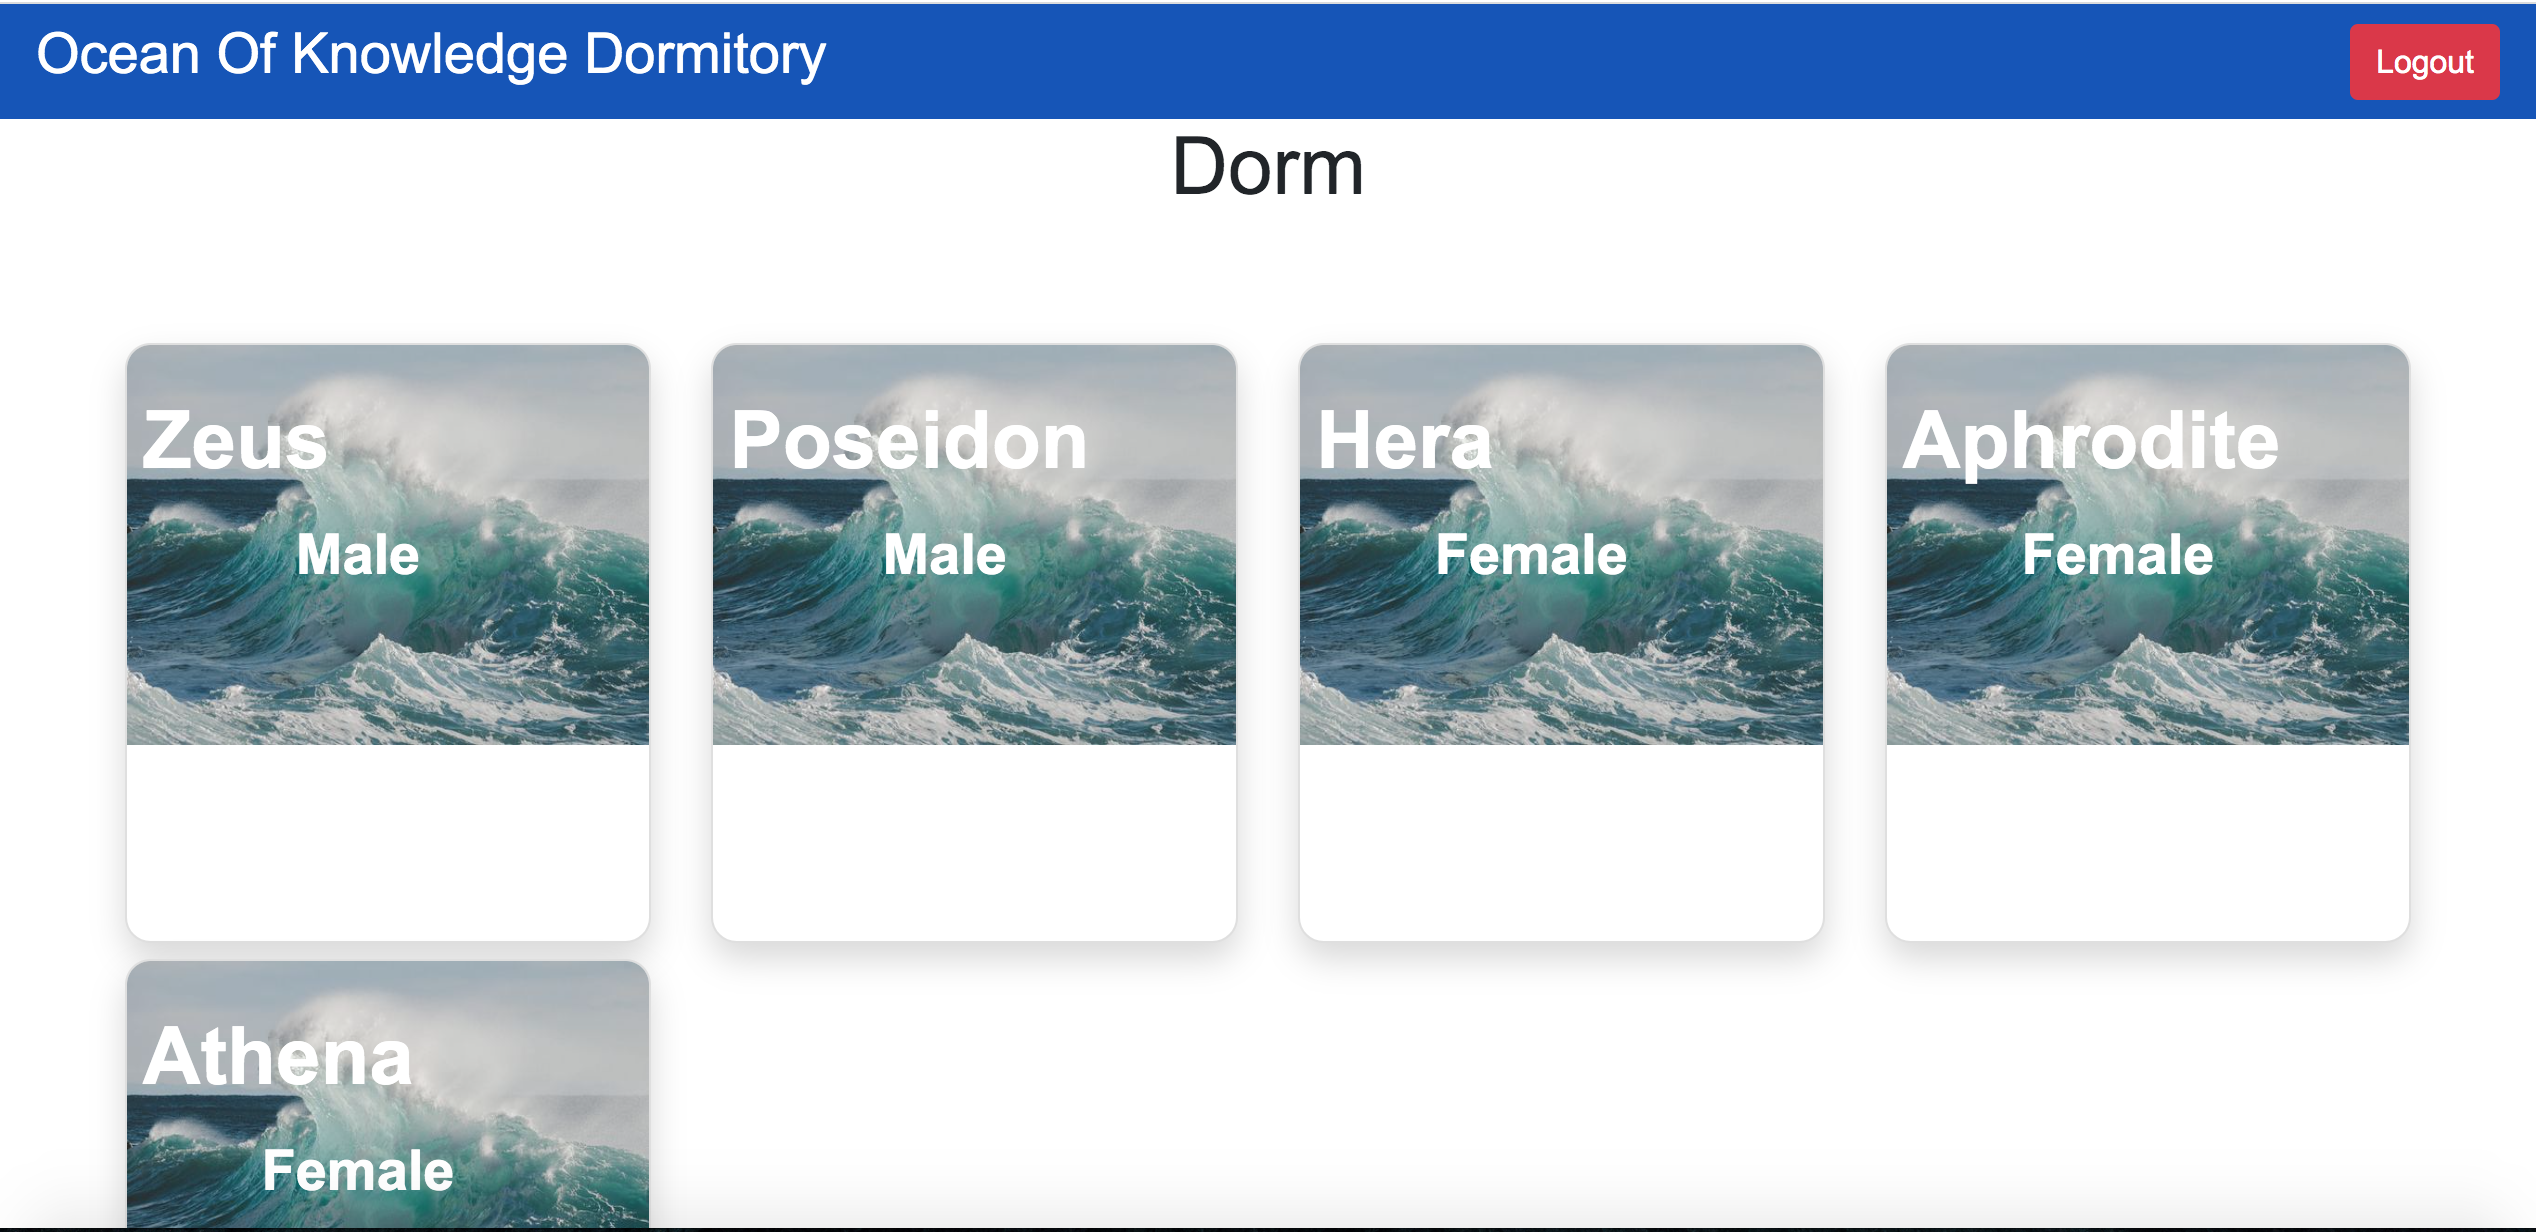 Ocean Of Knowledge Dormitory
Logout
Dorm
Zeus
Male
Poseidon
Male
Hera
Female
Aphrodite
Female
Athena
Female